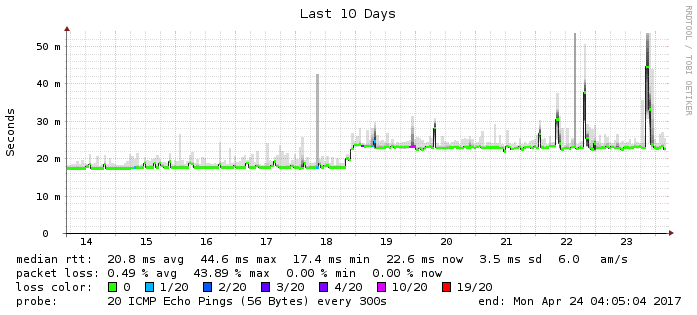 Last 10 Days
RRDTOOL / TOBI OETIKER
Seconds
50 m
40 m
30 m
20 m
10 m
0
14 15 16 17 18 19 20 21 22 23
median rtt: 20.8 ms avg 44.6 ms max 17.4 ms min 22.6 ms now 3.5 ms sd 6.0 am/s
packet loss: 0.49 % avg 43.89 % max 0.00 % min 0.00 % now
loss color: 0 1/20 2/20 3/20 4/20 10/20 19/20
probe: 20 ICMP Echo Pings (56 Bytes) every 300s end: Mon Apr 24 04:05:04 2017